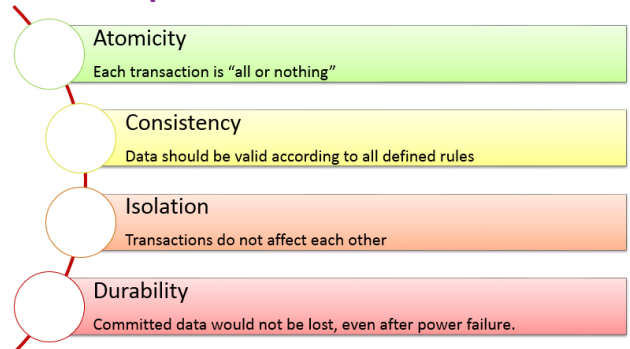 Atomicity
Each transaction is “all or nothing”
Consistency
Data should be valid according to all defined rules
Isolation
Transactions do not affect each other
Durability
Committed data would not be lost, even after power failure.